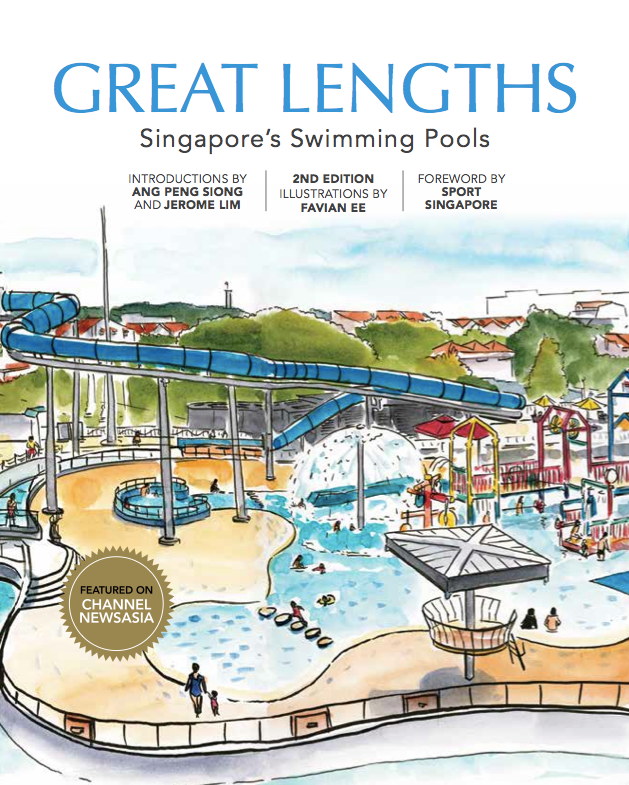 GREAT LENGTHS
Singapore’s Swimming Pools
INTRODUCTIONS BY
ANG PENG SIONG
AND JEROME LIM
2ND EDITION
ILLUSTRATIONS BY
FAVIAN EE
FOREWORD BY
SPORT
SINGAPORE
FEATURED ON
CHANNEL
NEWSASIA